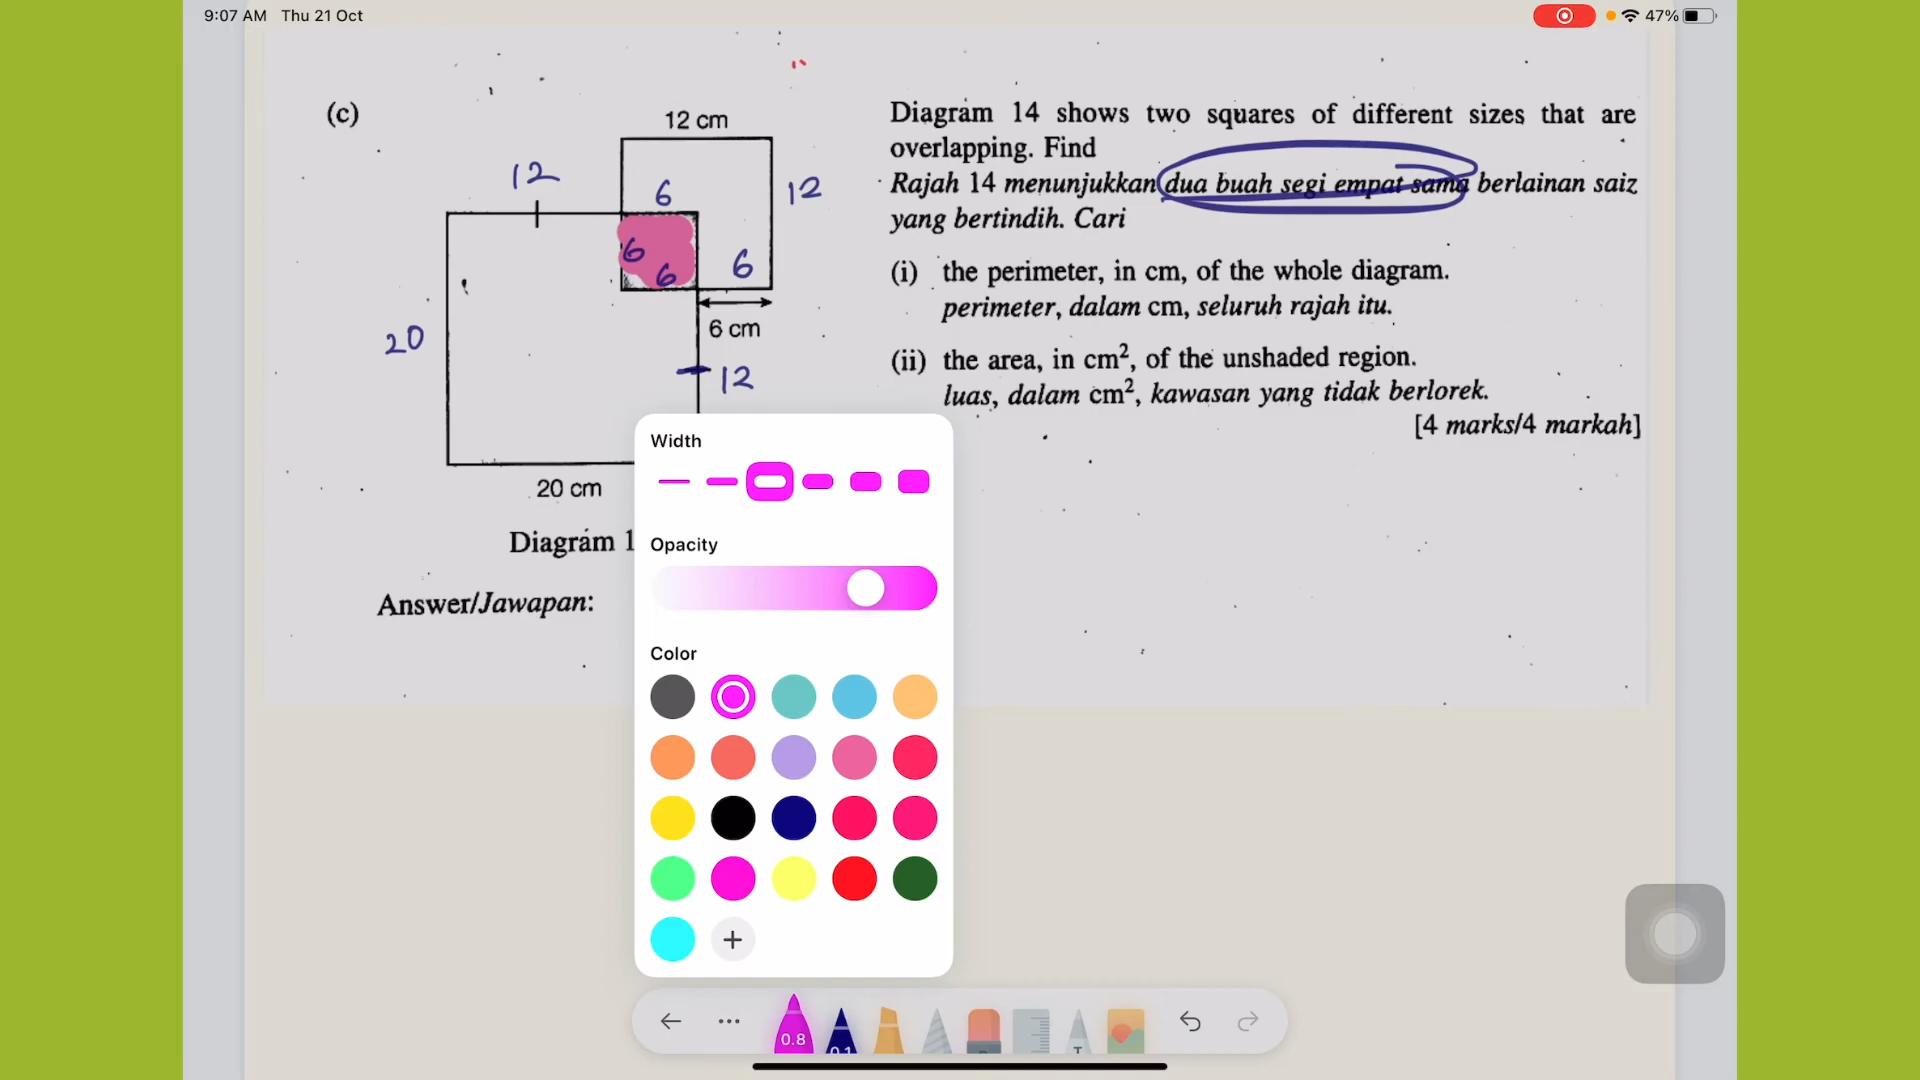 9:07 AM Thu 21 Oct
47%
(c)
12 cm
12
6
12
6
6
6
6 cm
20
12
20 cm
Diagram 1
Answer/Jawapan:
Diagram 14 shows two squares of different sizes that are
overlapping. Find
Rajah 14 menunjukkan dua buah segi empat sama berlainan saiz
yang bertindih. Cari
(i) the perimeter, in cm, of the whole diagram.
perimeter, dalam cm, seluruh rajah itu.
(ii) the area, in cm², of the unshaded region.
luas, dalam cm², kawasan yang tidak berlorek.
[4 marks/4 markah]
Width
Opacity
Color
0.8
0.1
T